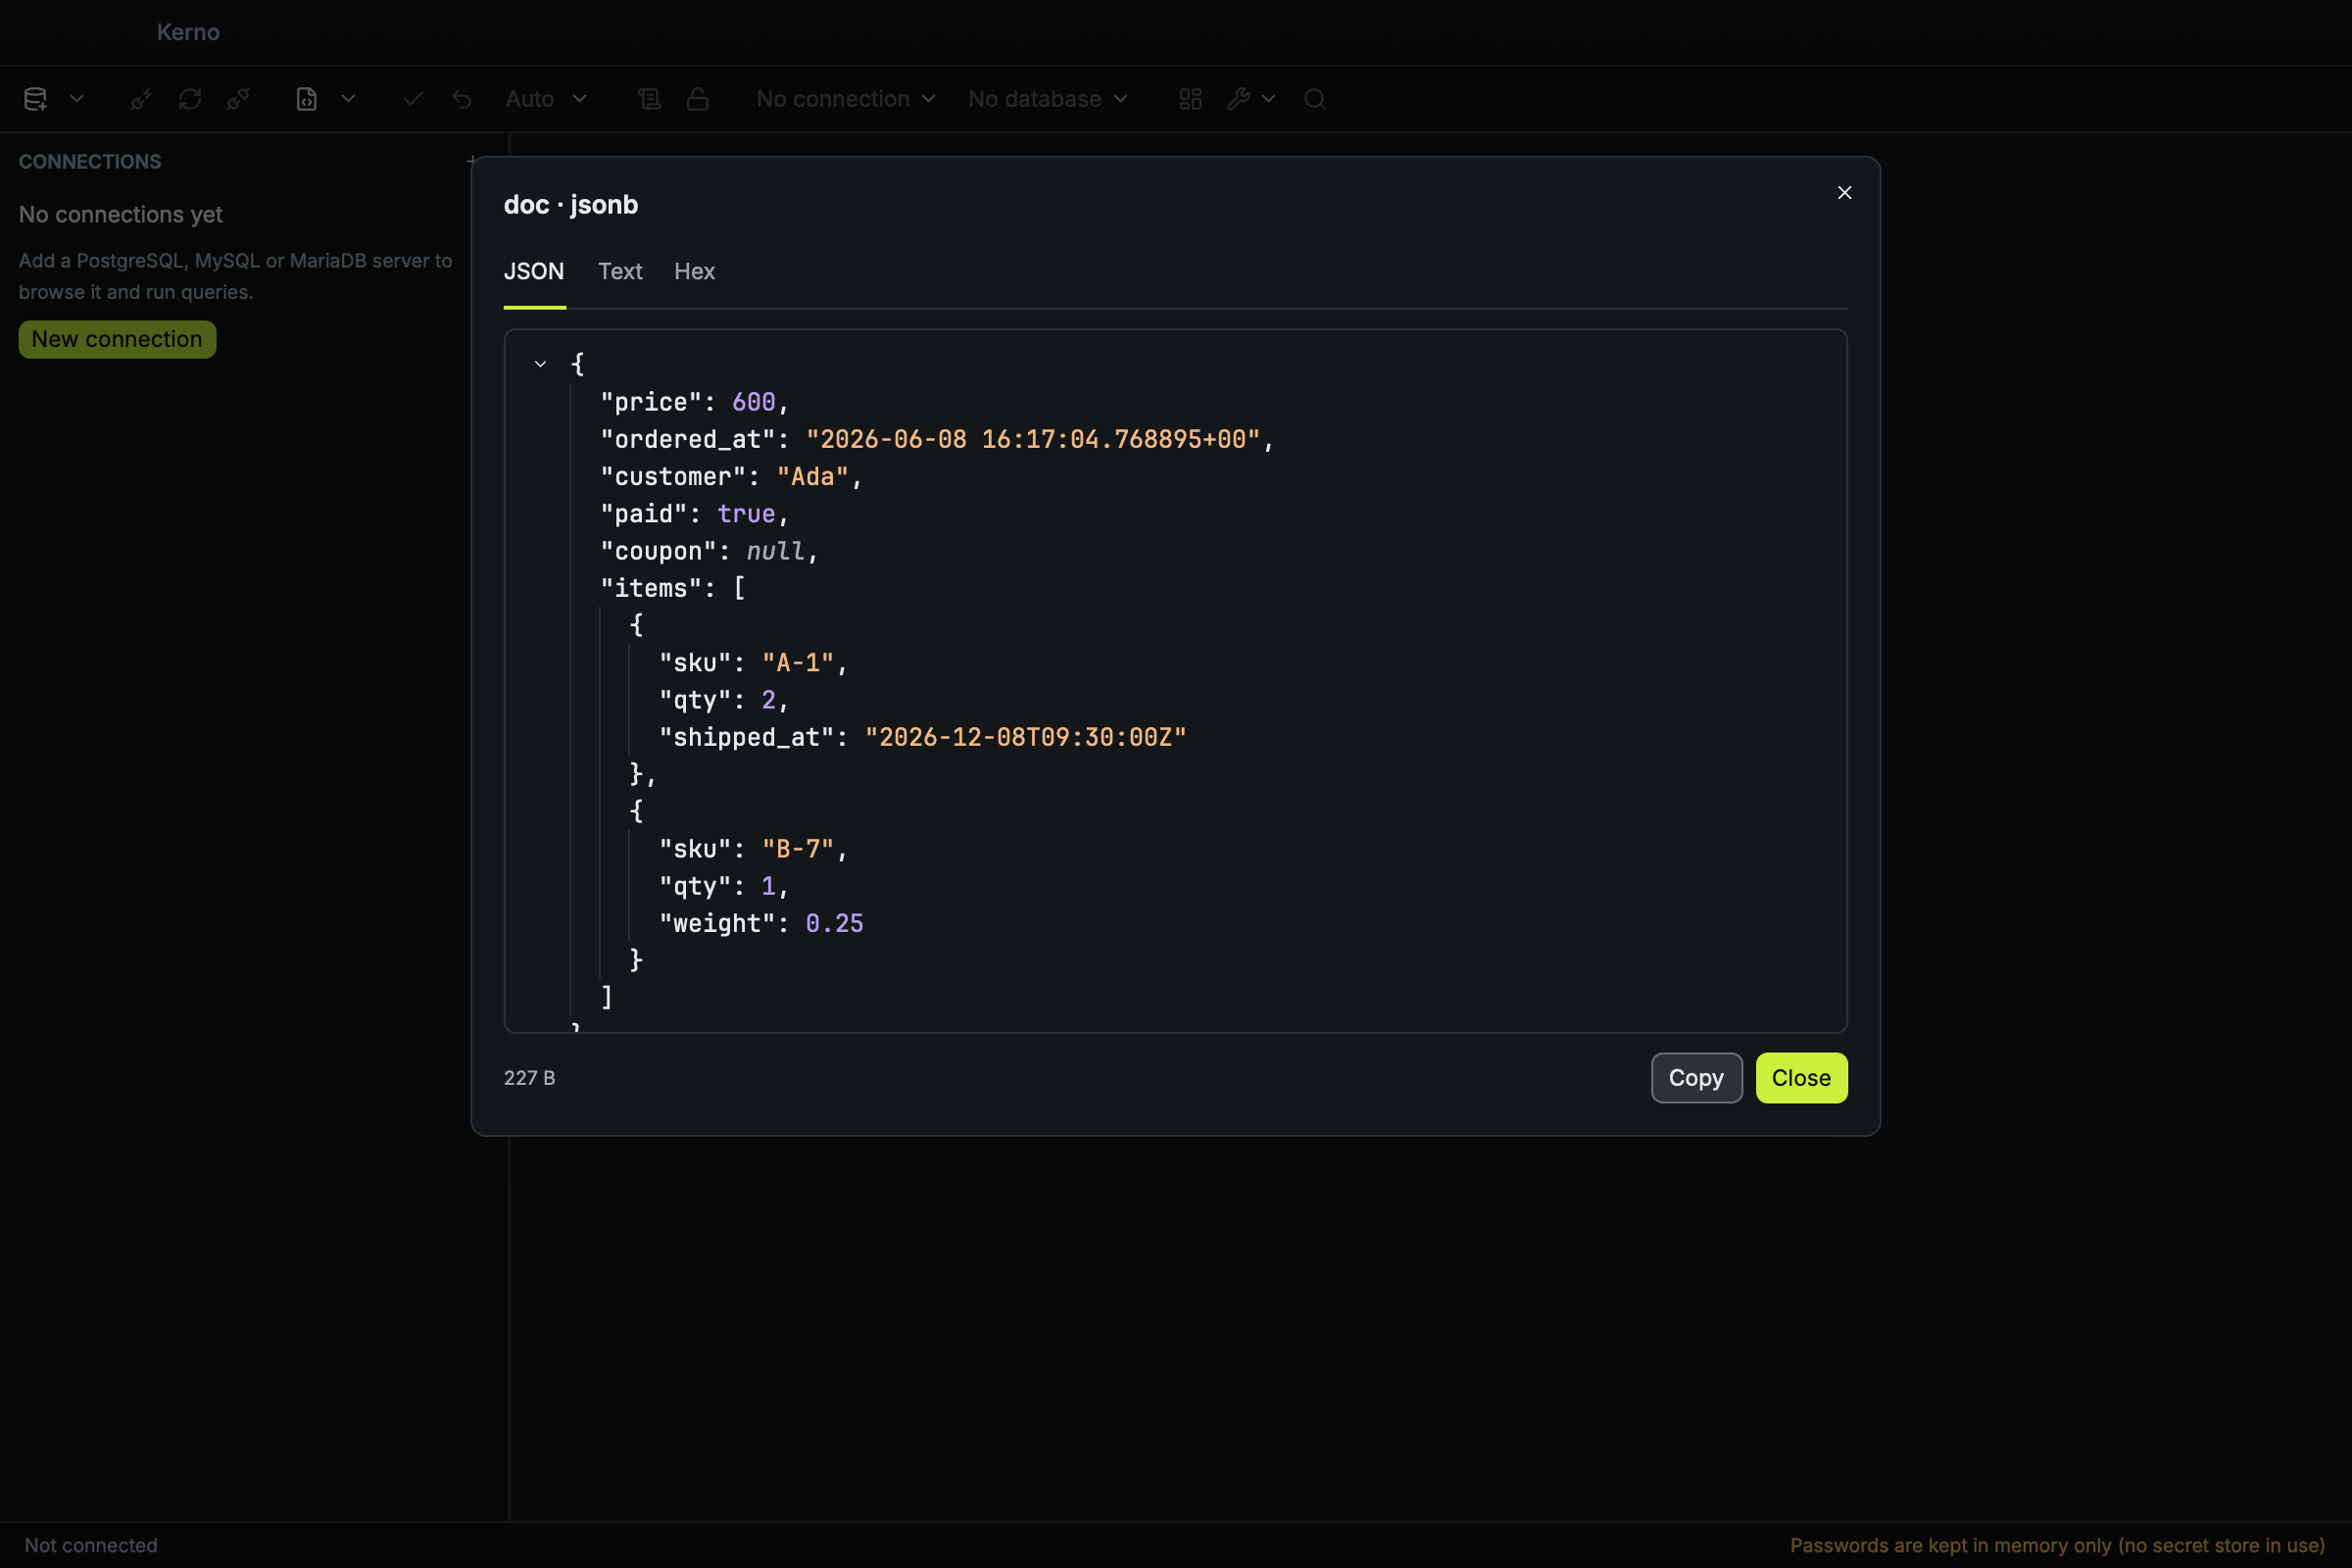 Kerno
Auto No connection No database
CONNECTIONS
No connections yet
Add a PostgreSQL, MySQL or MariaDB server to
browse it and run queries.
New connection
doc · jsonb
JSON Text Hex
{
"price": 600,
"ordered_at": "2026-06-08 16:17:04.768895+00",
"customer": "Ada",
"paid": true,
"coupon": null,
"items": [
{
"sku": "A-1",
"qty": 2,
"shipped_at": "2026-12-08T09:30:00Z"
},
{
"sku": "B-7",
"qty": 1,
"weight": 0.25
}
]
}
227 B
Copy Close
Not connected
Passwords are kept in memory only (no secret store in use)